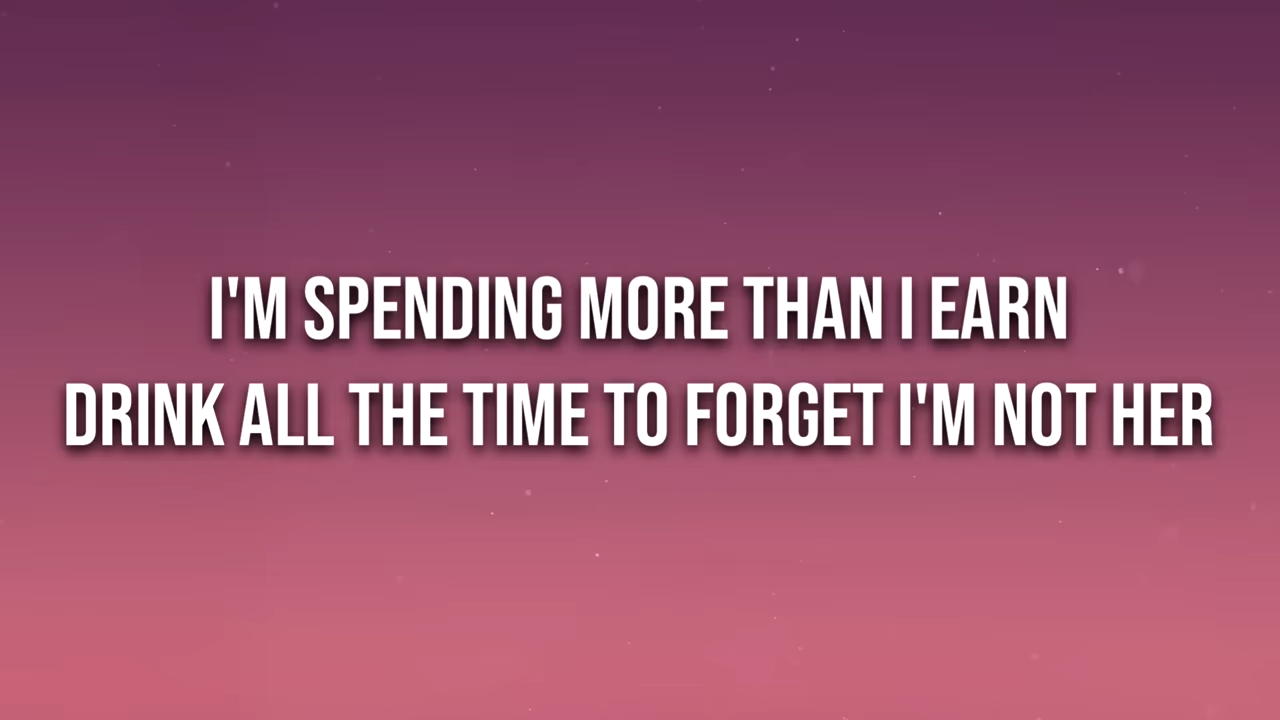 I'M SPENDING MORE THAN I EARN
DRINK ALL THE TIME TO FORGET I'M NOT HER